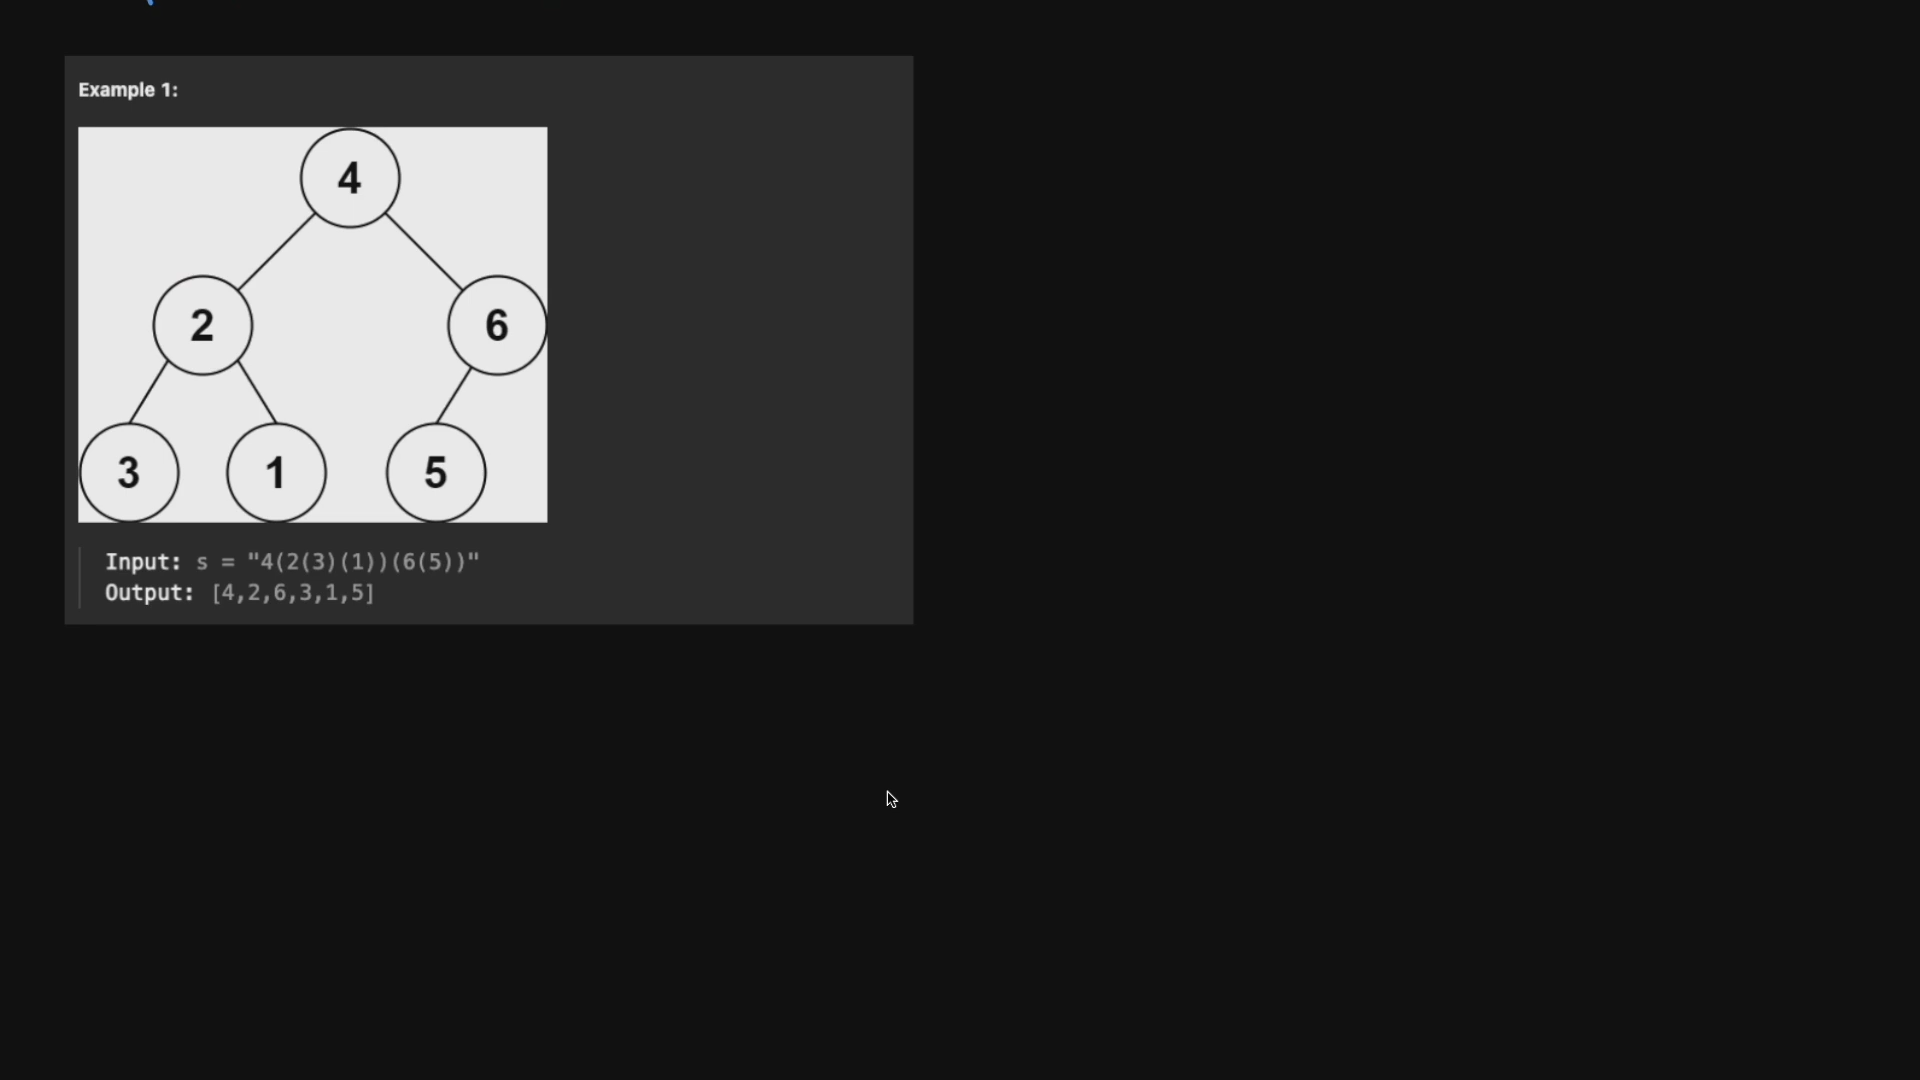 Example 1:
4
2 6
3 1 5
Input: s = "4(2(3)(1))(6(5))"
Output: [4,2,6,3,1,5]